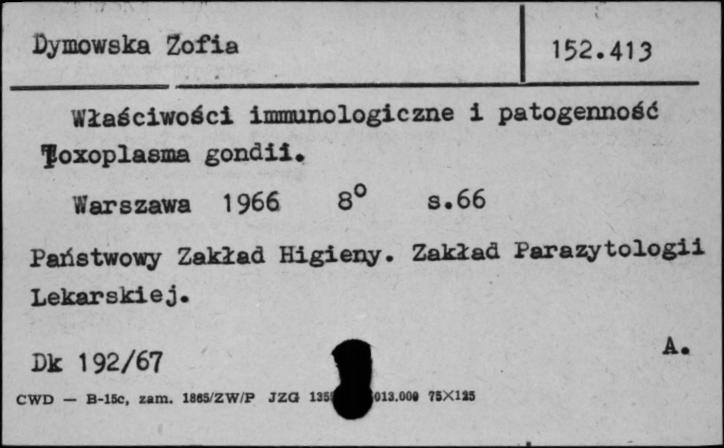 Dymowska Zofia
152.413
Właściwości immunologiczne i patogenność
Toxoplasma gondii.
Warszawa 1966 8° s.66
Państwowy Zakład Higieny. Zakład Parazytologii
Lekarskiej.
A.
Dk 192/67
CWD — B-15c, zam. 1865/ZW/P JZG 135 013.000 75X125